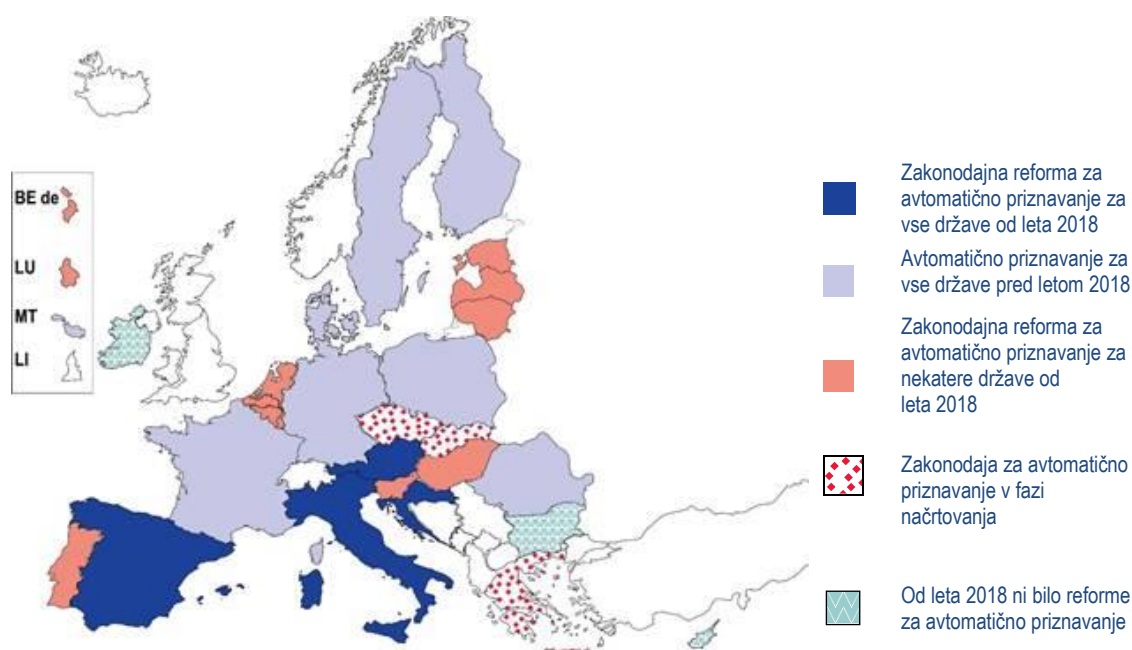 BE de
LU
MT
LI
Zakonodajna reforma za
avtomatično priznavanje za
vse države od leta 2018
Avtomatično priznavanje za
vse države pred letom 2018
Zakonodajna reforma za
avtomatično priznavanje za
nekatere države od
leta 2018
Zakonodaja za avtomatično
priznavanje v fazi
načrtovanja
Od leta 2018 ni bilo reforme
za avtomatično priznavanje